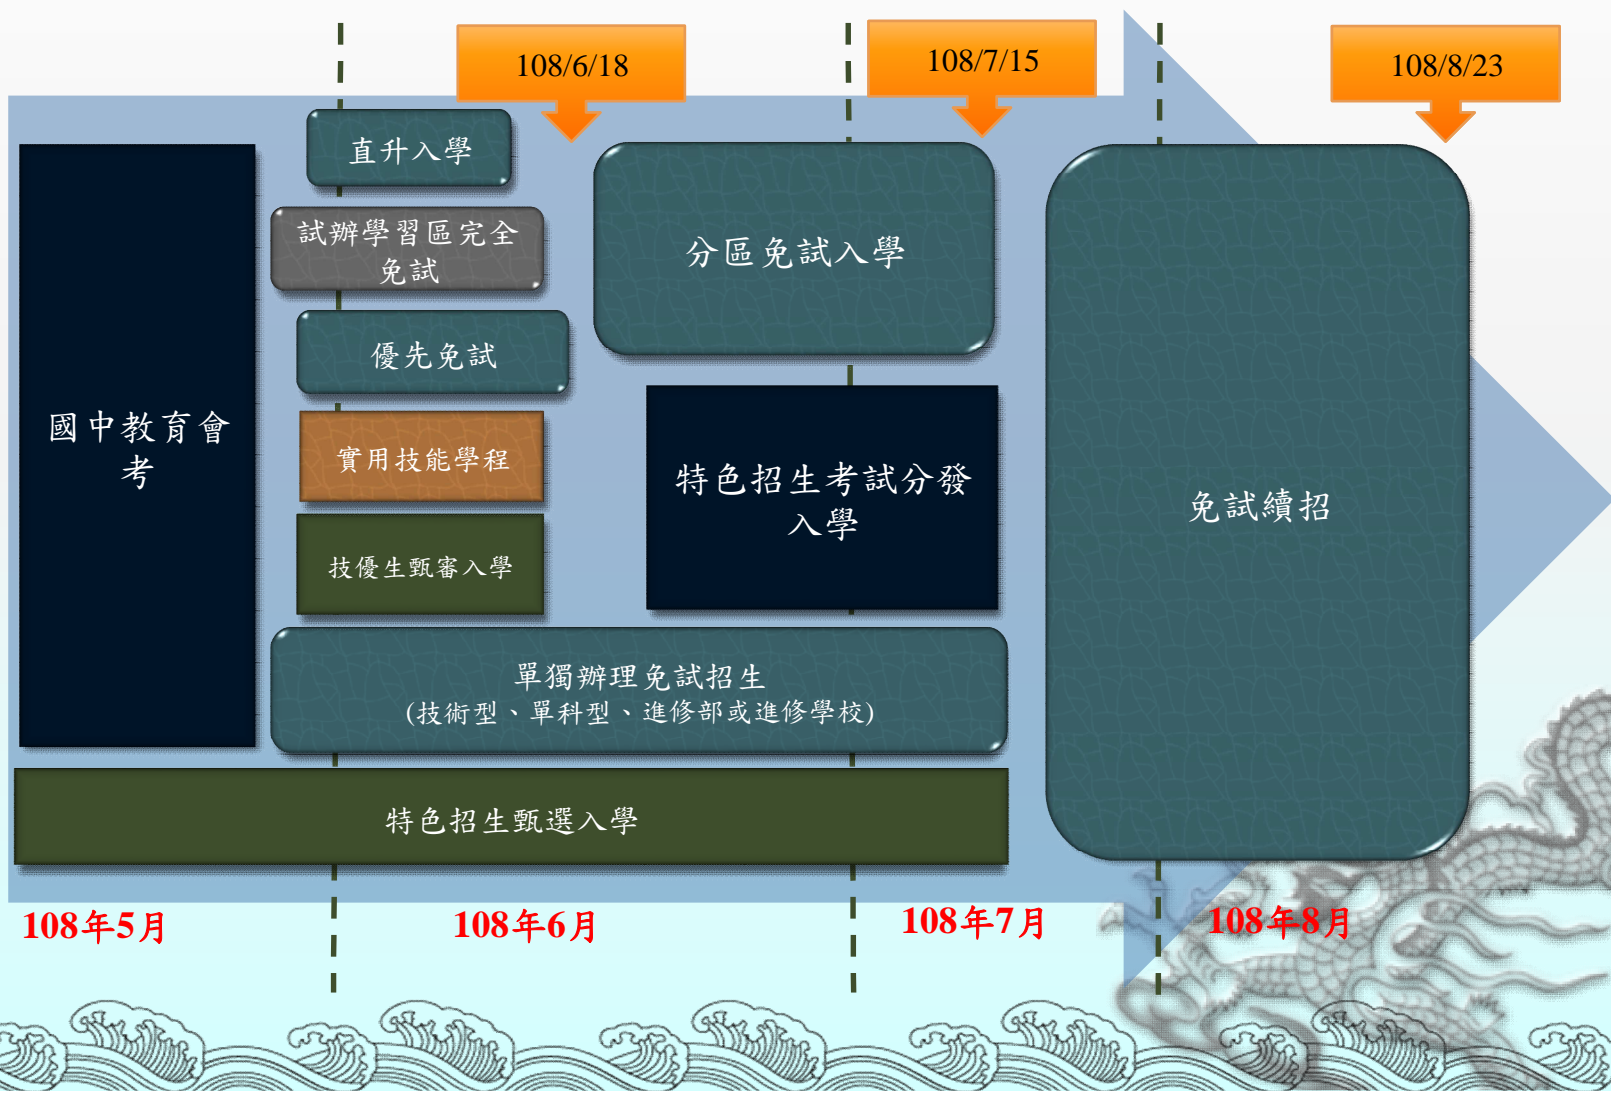 108/6/18
108/7/15
108/8/23
國中教育會
考
直升入學
試辦學習區完全
免試
優先免試
實用技能學程
技優生甄審入學
分區免試入學
特色招生考試分發
入學
單獨辦理免試招生
(技術型、單科型、進修部或進修學校)
特色招生甄選入學
免試續招
108年5月
108年6月
108年7月
108年8月